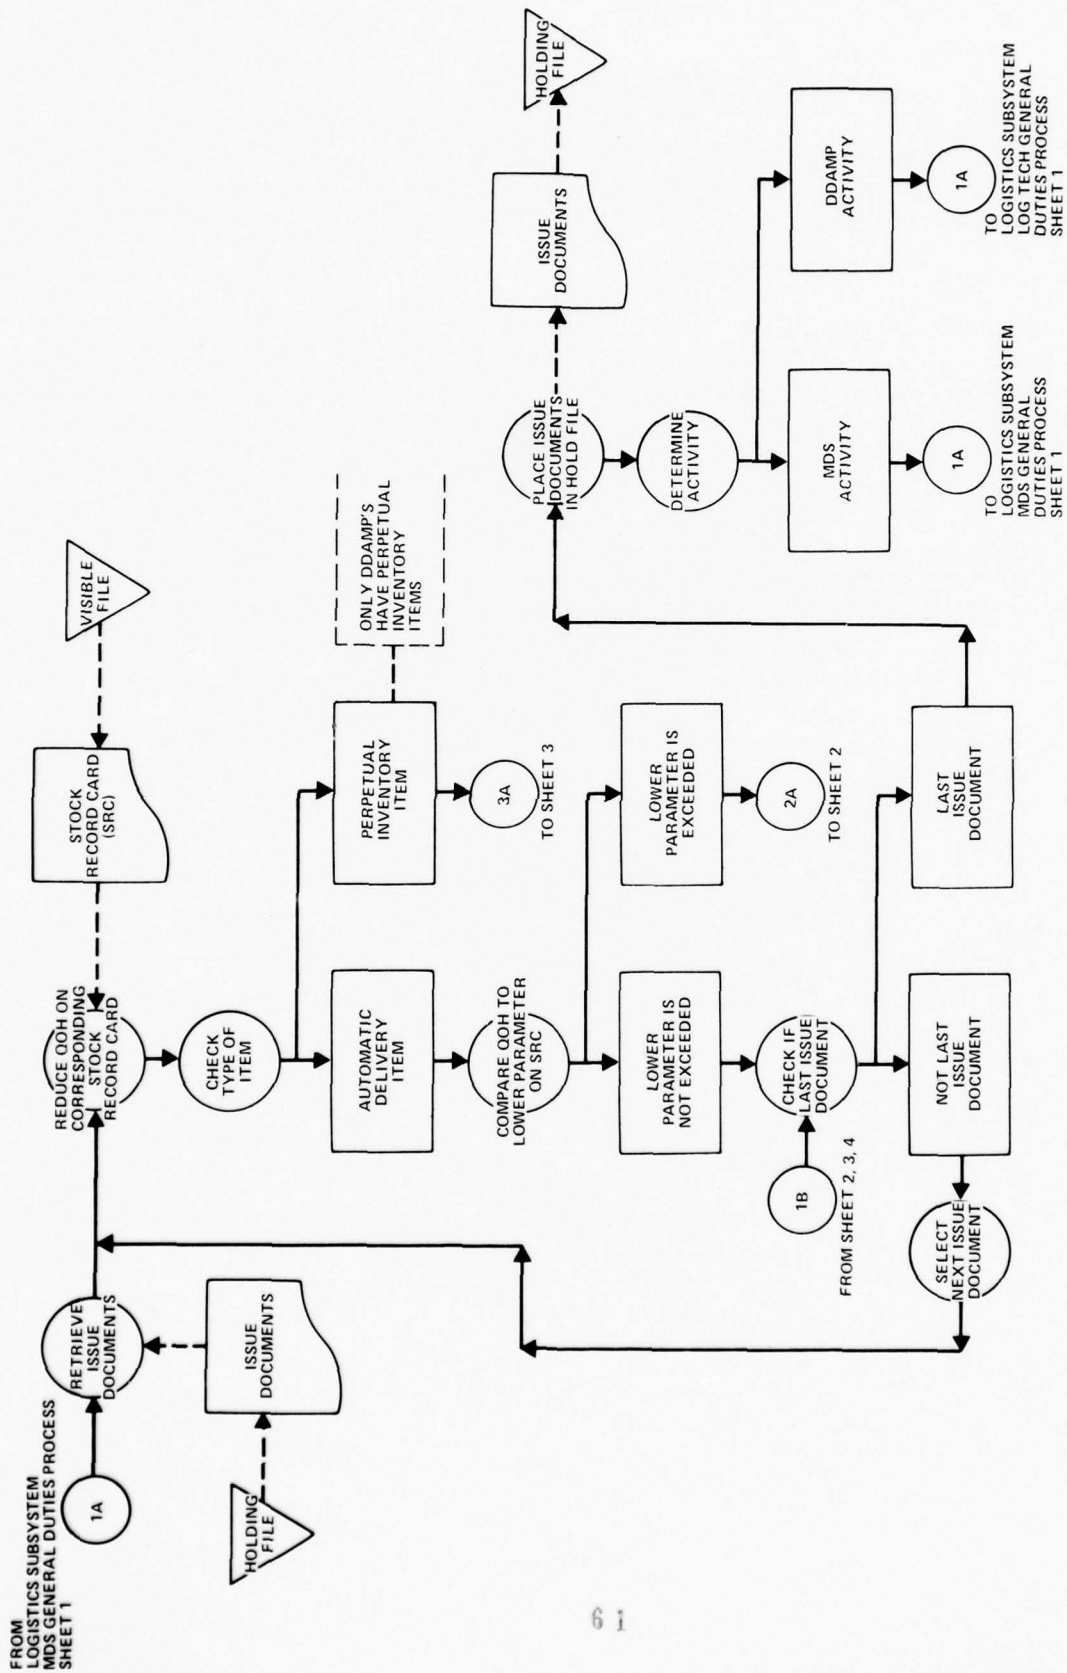 FROM
LOGISTICS SUBSYSTEM
MDS GENERAL DUTIES PROCESS
SHEET 1
1A
RETRIEVE
ISSUE
DOCUMENTS
HOLDING
FILE
ISSUE
DOCUMENTS
REDUCE QOH ON
CORRESPONDING
STOCK
RECORD CARD
STOCK
RECORD CARD
(SRC)
VISIBLE
FILE
CHECK
TYPE OF
ITEM
AUTOMATIC
DELIVERY
ITEM
PERPETUAL
INVENTORY
ITEM
ONLY DDAMP'S
HAVE PERPETUAL
INVENTORY
ITEMS
3A
TO SHEET 3
COMPARE QOH TO
LOWER PARAMETER
ON SRC
LOWER
PARAMETER IS
NOT EXCEEDED
LOWER
PARAMETER IS
EXCEEDED
2A
TO SHEET 2
1B
FROM SHEET 2, 3, 4
CHECK IF
LAST ISSUE
DOCUMENT
NOT LAST
ISSUE
DOCUMENT
LAST
ISSUE
DOCUMENT
SELECT
NEXT ISSUE
DOCUMENT
PLACE ISSUE
DOCUMENTS
IN HOLD FILE
ISSUE
DOCUMENTS
HOLDING
FILE
DETERMINE
ACTIVITY
MDS
ACTIVITY
DDAMP
ACTIVITY
1A
TO
LOGISTICS SUBSYSTEM
MDS GENERAL
DUTIES PROCESS
SHEET 1
1A
TO
LOGISTICS SUBSYSTEM
LOG TECH GENERAL
DUTIES PROCESS
SHEET 1
61